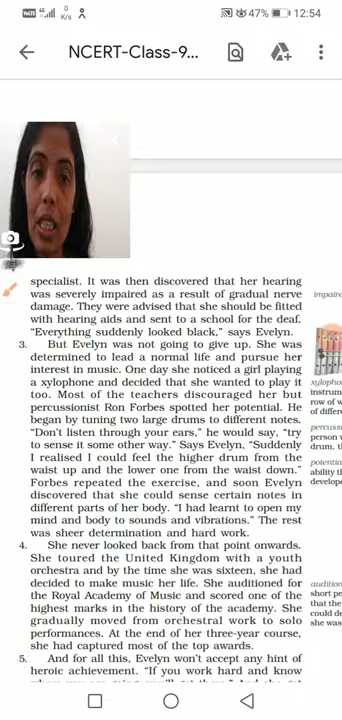 VoLTE 4G 0 K/s 47% 12:54
NCERT-Class-9...
specialist. It was then discovered that her hearing
was severely impaired as a result of gradual nerve
damage. They were advised that she should be fitted
with hearing aids and sent to a school for the deaf.
“Everything suddenly looked black,” says Evelyn.
3. But Evelyn was not going to give up. She was
determined to lead a normal life and pursue her
interest in music. One day she noticed a girl playing
a xylophone and decided that she wanted to play it
too. Most of the teachers discouraged her but
percussionist Ron Forbes spotted her potential. He
began by tuning two large drums to different notes.
“Don't listen through your ears,” he would say, “try
to sense it some other way.” Says Evelyn, “Suddenly
I realised I could feel the higher drum from the
waist up and the lower one from the waist down.”
Forbes repeated the exercise, and soon Evelyn
discovered that she could sense certain notes in
different parts of her body. “I had learnt to open my
mind and body to sounds and vibrations.” The rest
was sheer determination and hard work.
4. She never looked back from that point onwards.
She toured the United Kingdom with a youth
orchestra and by the time she was sixteen, she had
decided to make music her life. She auditioned for
the Royal Academy of Music and scored one of the
highest marks in the history of the academy. She
gradually moved from orchestral work to solo
performances. At the end of her three-year course,
she had captured most of the top awards.
5. And for all this, Evelyn won't accept any hint of
heroic achievement. “If you work hard and know
impaire
xylopho
instrum
row of w
of differe
percuss
person w
drum, t
potentia
ability th
develope
audition
short pe
that the
could de
she was